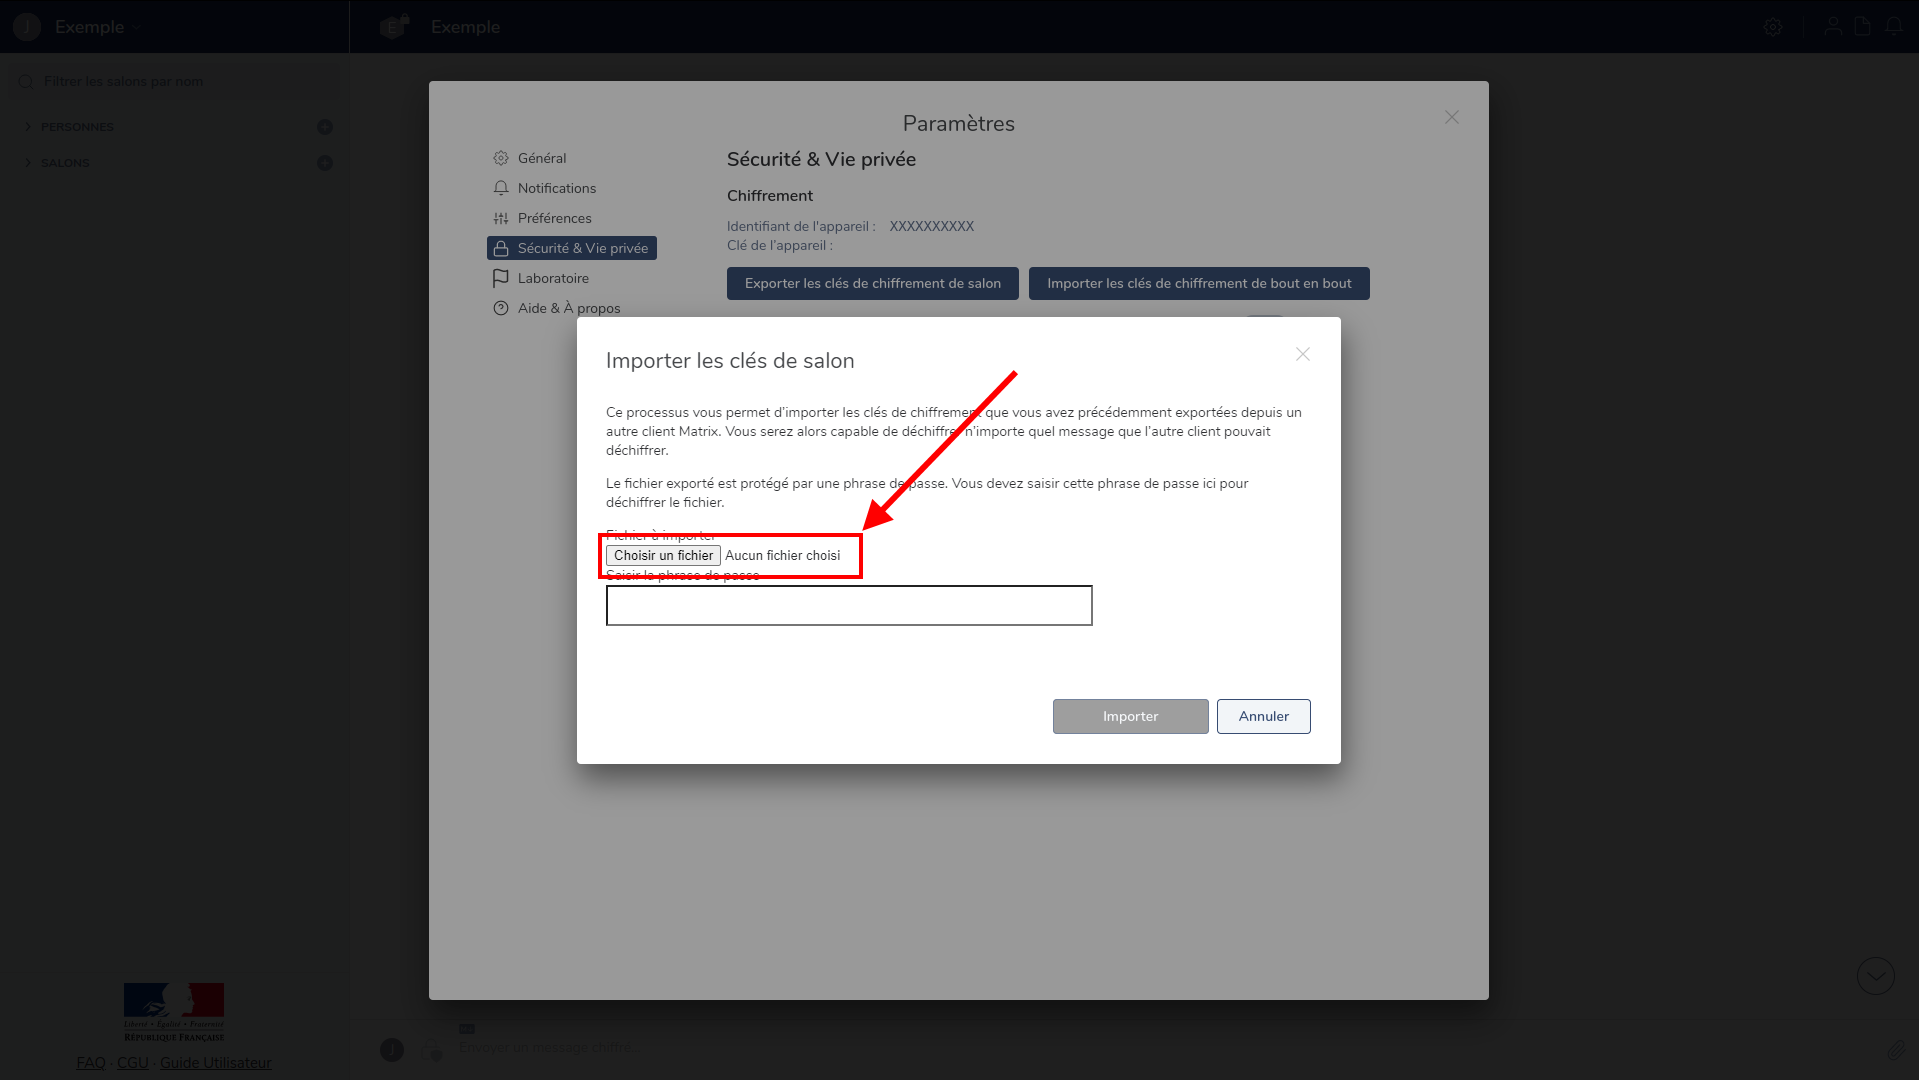 J Exemple
E Exemple
Filtrer les salons par nom
PERSONNES
SALONS
Paramètres
Général
Notifications
Préférences
Sécurité & Vie privée
Laboratoire
Aide & À propos
Sécurité & Vie privée
Chiffrement
Identifiant de l'appareil : XXXXXXXXXX
Clé de l'appareil :
Exporter les clés de chiffrement de salon
Importer les clés de chiffrement de bout en bout
Importer les clés de salon
Ce processus vous permet d’importer les clés de chiffrement que vous avez précédemment exportées depuis un
autre client Matrix. Vous serez alors capable de déchiffrer n’importe quel message que l’autre client pouvait
déchiffrer.
Le fichier exporté est protégé par une phrase de passe. Vous devez saisir cette phrase de passe ici pour
déchiffrer le fichier.
Fichier à importer
Choisir un fichier Aucun fichier choisi
Saisir la phrase de passe
Importer
Annuler
Liberté • Égalité • Fraternité
RÉPUBLIQUE FRANÇAISE
FAQ · CGU · Guide Utilisateur
J
Envoyer un message chiffré...